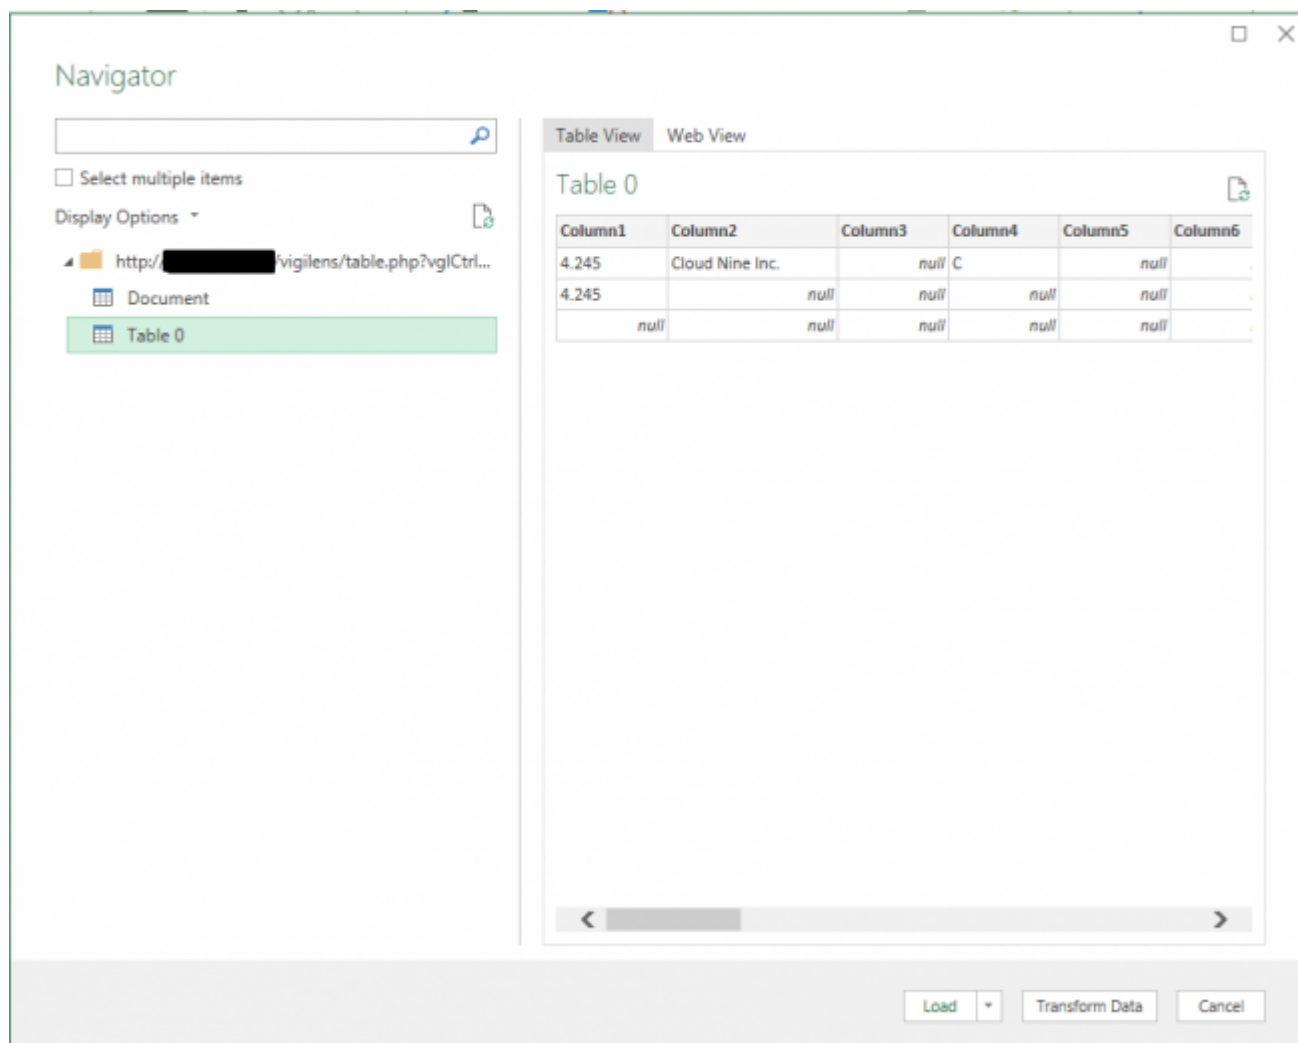 Navigator
Select multiple items
Display Options
http://
/vigilens/table.php?vglCtrl...
Document
Table 0
Table View Web View
Table 0
Column1 Column2 Column3 Column4 Column5 Column6
4.245 Cloud Nine Inc. null C null
4.245 null null null null
null null null null null
Load Transform Data Cancel